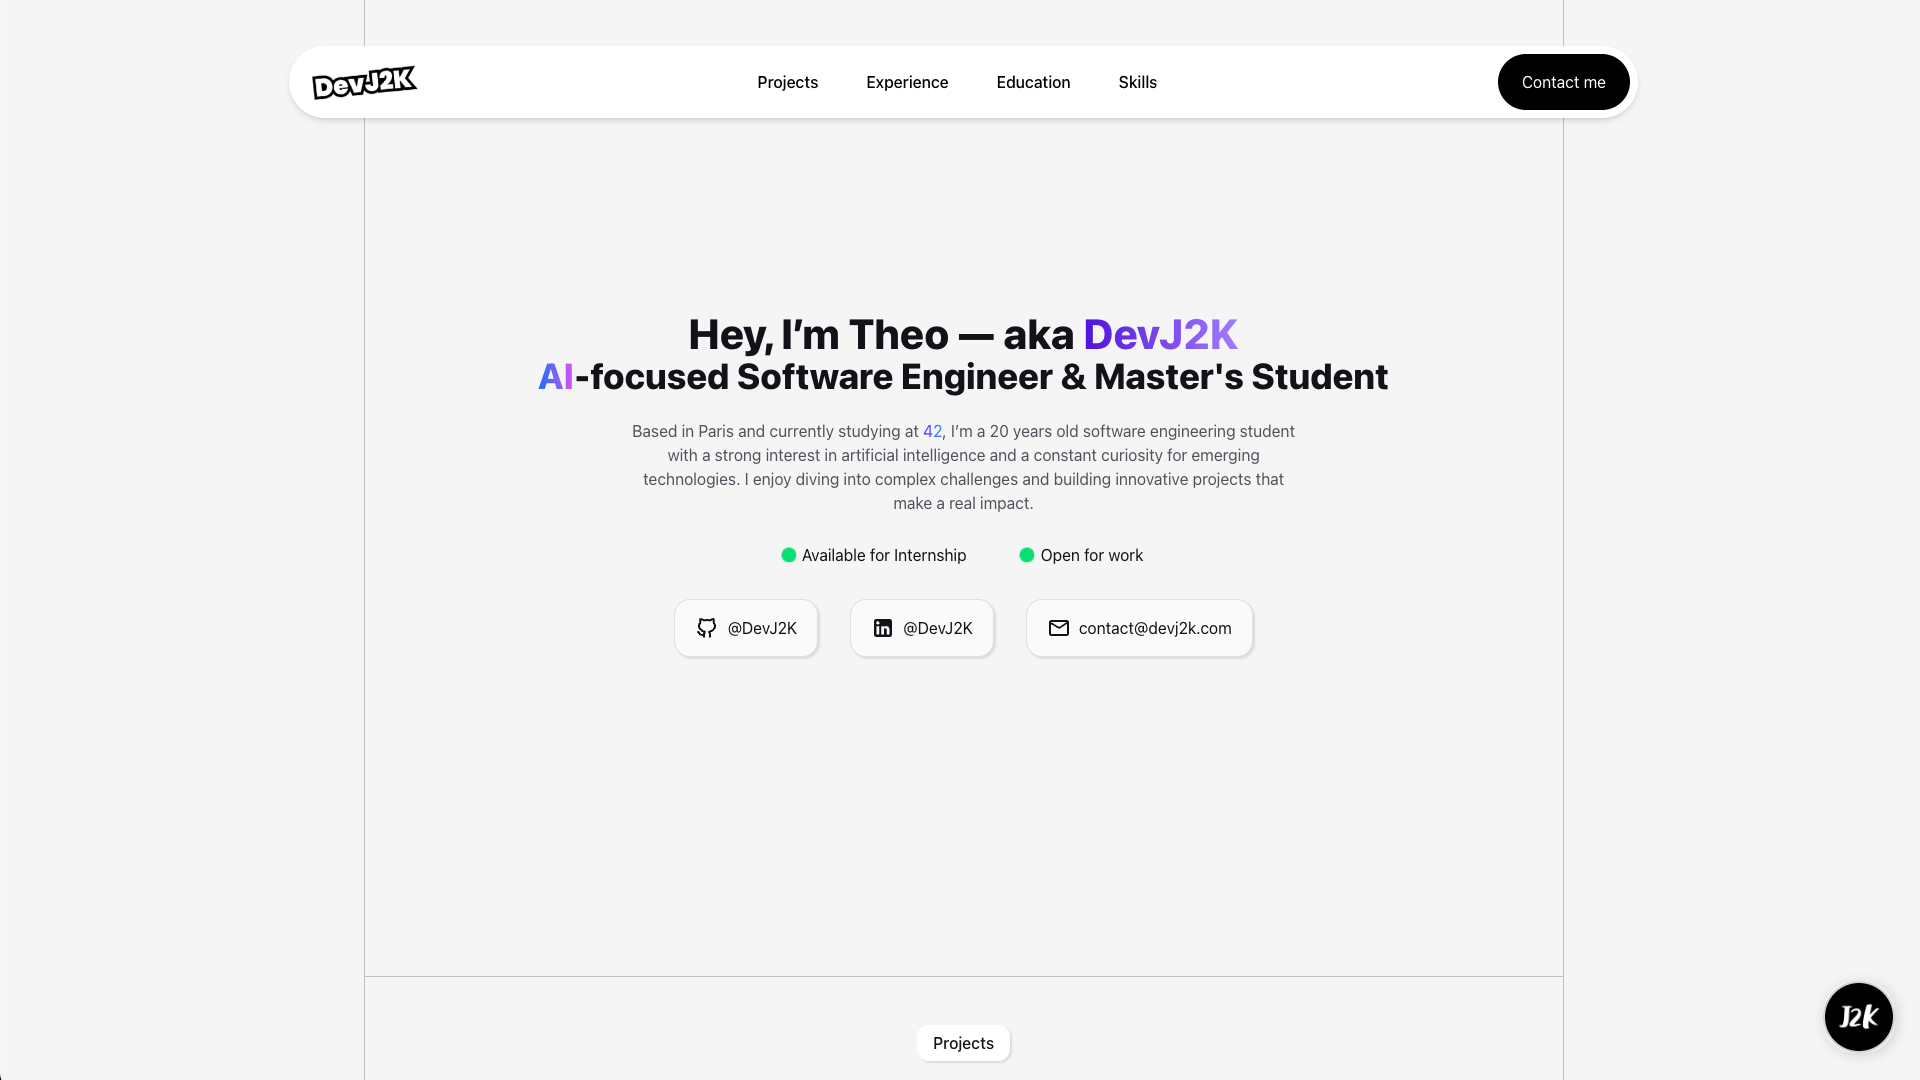 DevJ2K
Projects
Experience
Education
Skills
Contact me
Hey, I’m Theo — aka DevJ2K
AI-focused Software Engineer & Master's Student
Based in Paris and currently studying at 42, I’m a 20 years old software engineering student
with a strong interest in artificial intelligence and a constant curiosity for emerging
technologies. I enjoy diving into complex challenges and building innovative projects that
make a real impact.
Available for Internship
Open for work
@DevJ2K
@DevJ2K
contact@devj2k.com
Projects
J2K